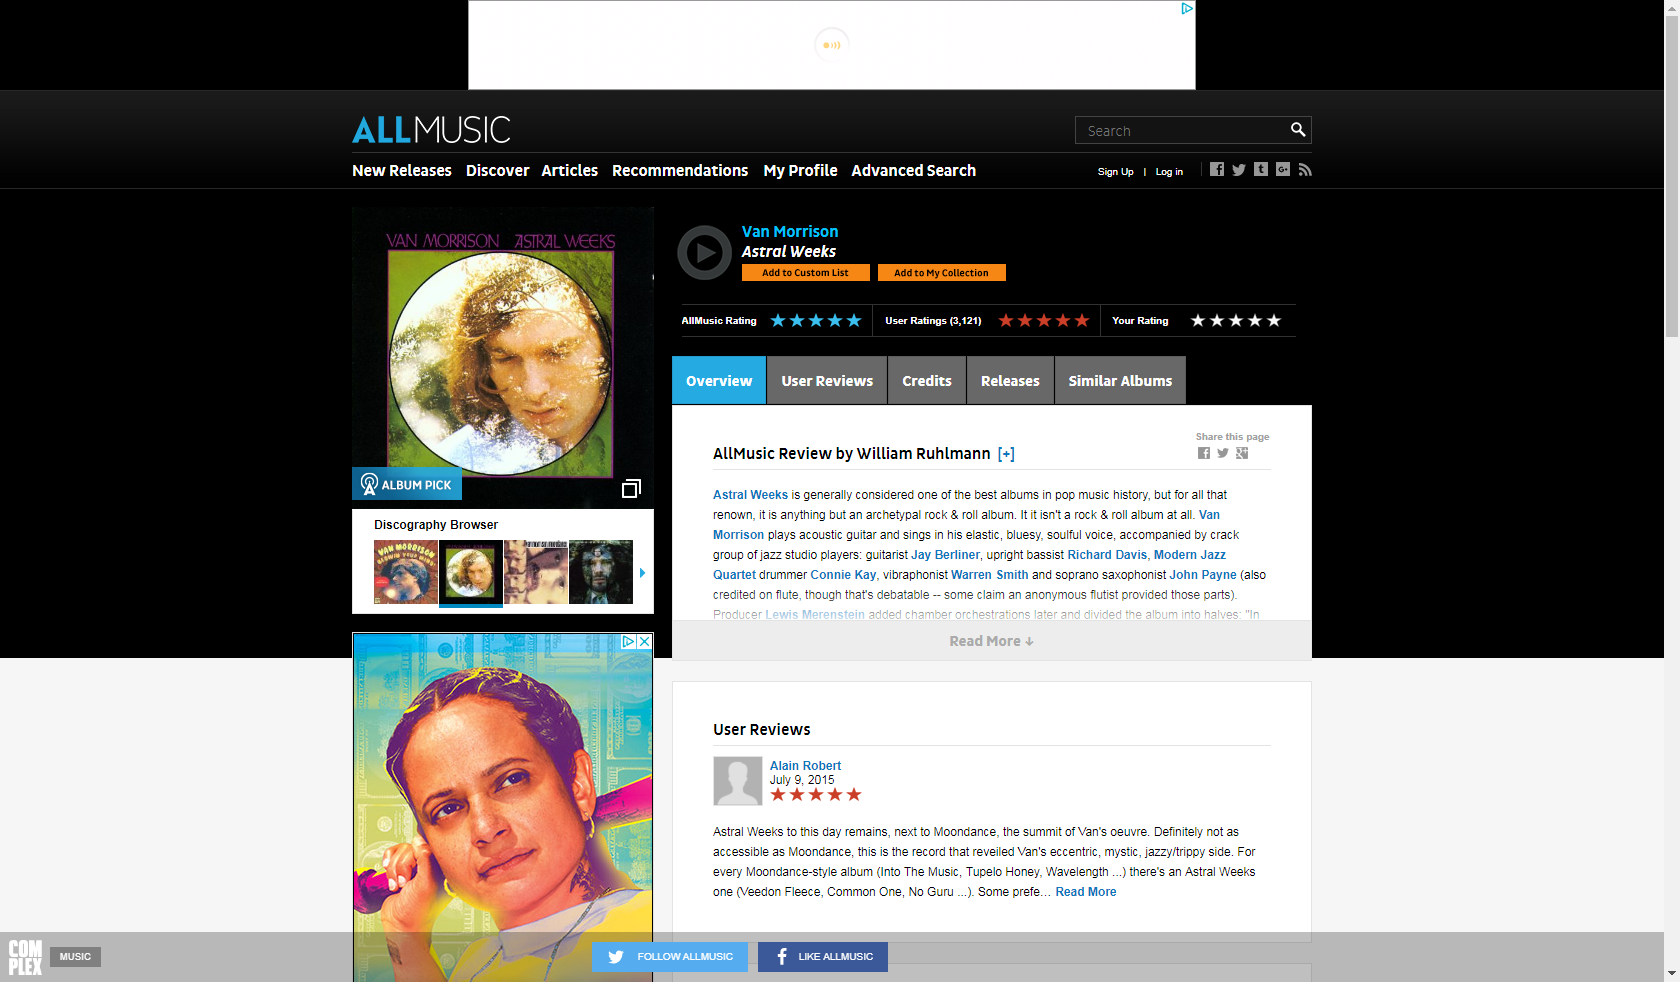 ALLMUSIC
Search
New Releases Discover Articles Recommendations My Profile Advanced Search
Sign Up | Log in
VAN MORRISON ASTRAL WEEKS
ALBUM PICK
Van Morrison
Astral Weeks
Add to Custom List Add to My Collection
AllMusic Rating User Ratings (3,121) Your Rating
Overview User Reviews Credits Releases Similar Albums
Share this page
AllMusic Review by William Ruhlmann [+]
Astral Weeks is generally considered one of the best albums in pop music history, but for all that
renown, it is anything but an archetypal rock & roll album. It it isn't a rock & roll album at all. Van
Morrison plays acoustic guitar and sings in his elastic, bluesy, soulful voice, accompanied by crack
group of jazz studio players: guitarist Jay Berliner, upright bassist Richard Davis, Modern Jazz
Quartet drummer Connie Kay, vibraphonist Warren Smith and soprano saxophonist John Payne (also
credited on flute, though that's debatable -- some claim an anonymous flutist provided those parts).
Producer Lewis Merenstein added chamber orchestrations later and divided the album into halves: "In
Read More ↓
Discography Browser
VAN MORRISON
BLOWIN' YOUR MIND!
User Reviews
Alain Robert
July 9, 2015
Astral Weeks to this day remains, next to Moondance, the summit of Van's oeuvre. Definitely not as
accessible as Moondance, this is the record that reveiled Van's eccentric, mystic, jazzy/trippy side. For
every Moondance-style album (Into The Music, Tupelo Honey, Wavelength ...) there's an Astral Weeks
one (Veedon Fleece, Common One, No Guru ...). Some prefe... Read More
COM
PLEX
MUSIC
FOLLOW ALLMUSIC
LIKE ALLMUSIC